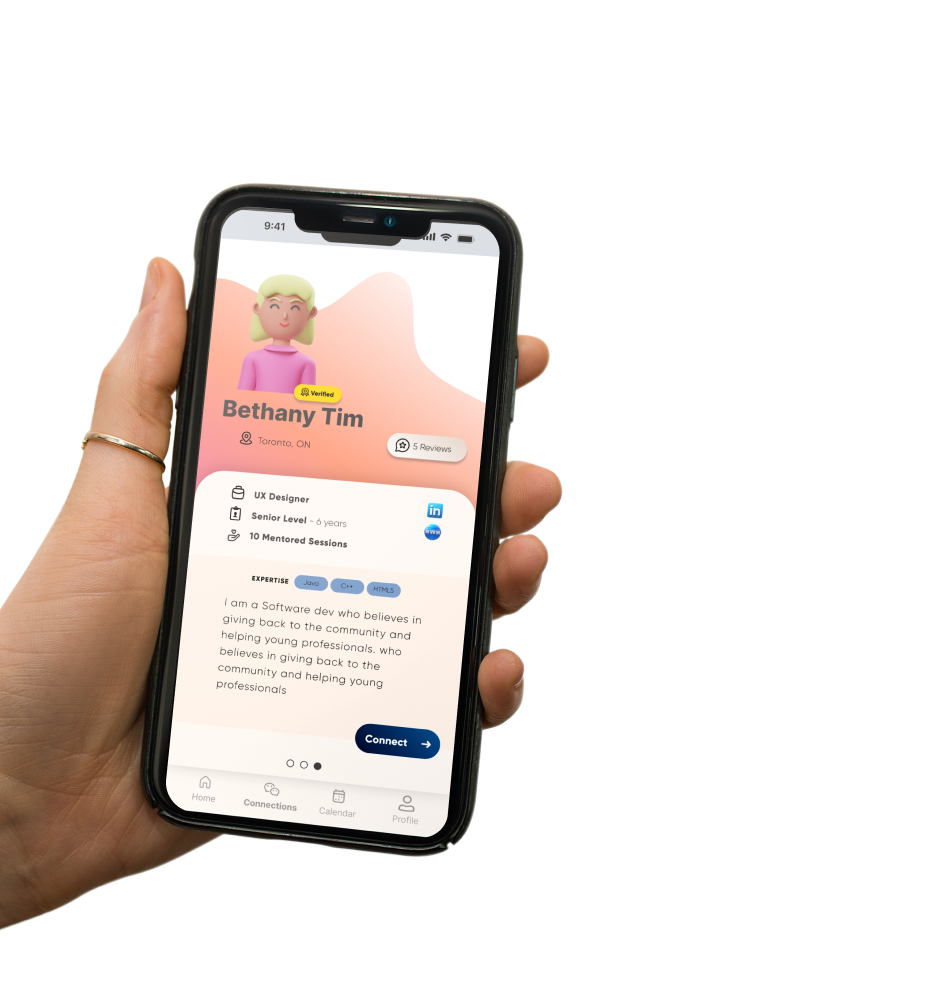 9:41
Verified
Bethany Tim
Toronto, ON
5 Reviews
UX Designer
in
Senior Level - 6 years
www
10 Mentored Sessions
EXPERTISE Java C++ HTML5
I am a Software dev who believes in
giving back to the community and
helping young professionals. who
believes in giving back to the
community and helping young
professionals
Connect →
Home Connections Calendar Profile